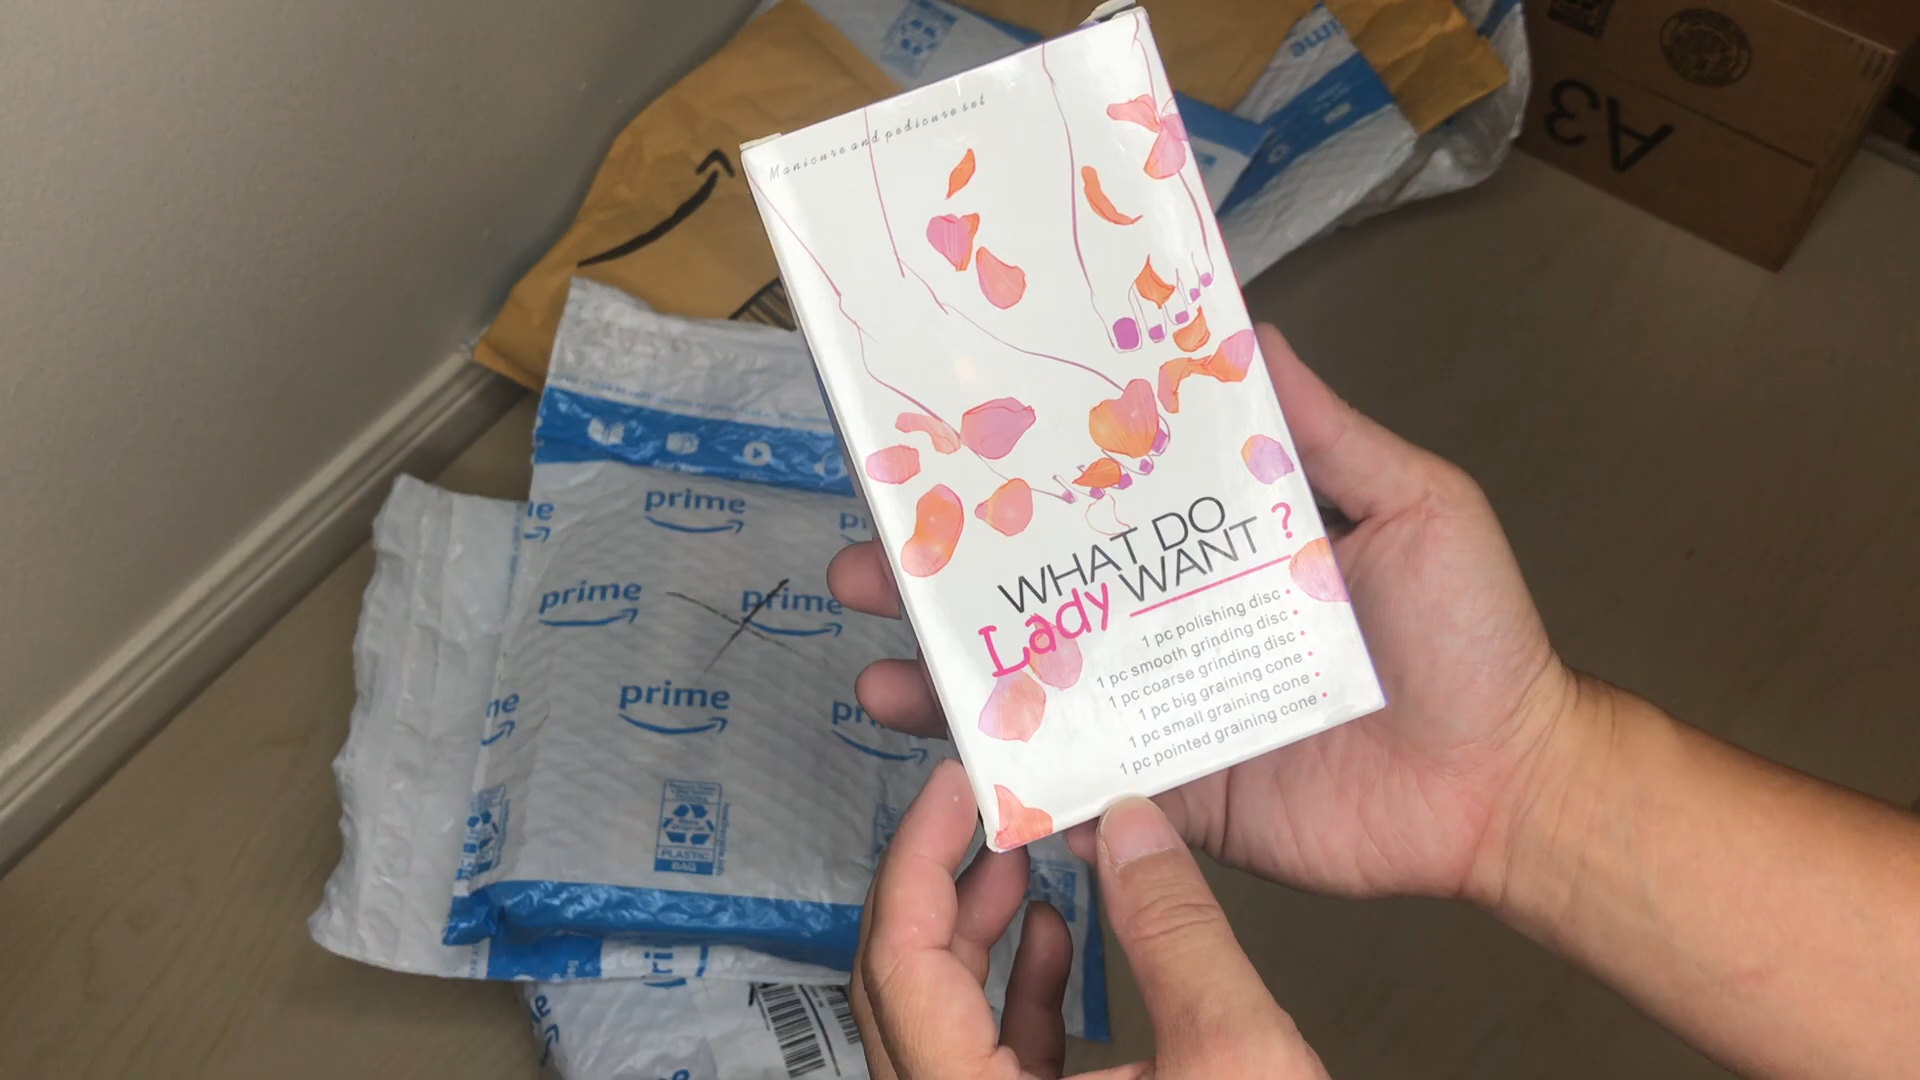 Manicure and pedicure set
WHAT DO
Lady WANT ?
1 pc polishing disc
1 pc smooth grinding disc
1 pc coarse grinding disc
1 pc big graining cone
1 pc small graining cone
1 pc pointed graining cone
prime
prime
prime
prime
PLASTIC
BAG
A3